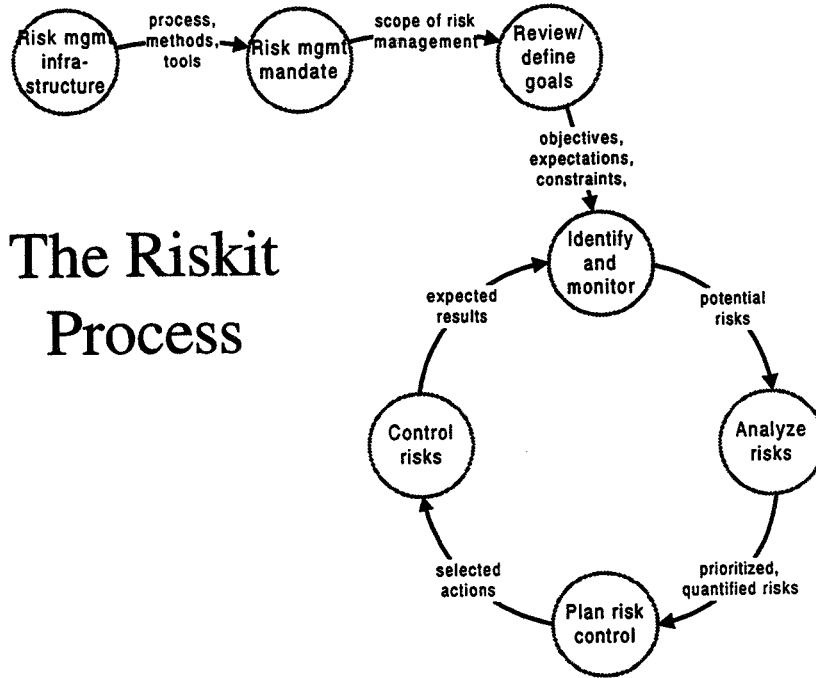 Risk mgmt
infra-
structure
process,
methods,
tools
Risk mgmt
mandate
scope of risk
management
Review/
define
goals
objectives,
expectations,
constraints,
The Riskit
Process
Identify
and
monitor
expected
results
potential
risks
Control
risks
Analyze
risks
selected
actions
prioritized,
quantified risks
Plan risk
control